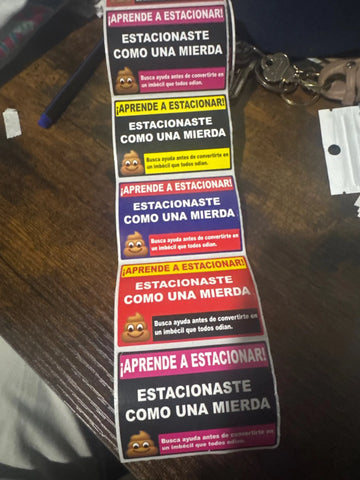 ¡APRENDE A ESTACIONAR!
ESTACIONASTE
COMO UNA MIERDA
Busca ayuda antes de convertirte en
un imbécil que todos odian.
¡APRENDE A ESTACIONAR!
ESTACIONASTE
COMO UNA MIERDA
Busca ayuda antes de convertirte en
un imbécil que todos odian.
¡APRENDE A ESTACIONAR!
ESTACIONASTE
COMO UNA MIERDA
Busca ayuda antes de convertirte en
un imbécil que todos odian.
¡APRENDE A ESTACIONAR!
ESTACIONASTE
COMO UNA MIERDA
Busca ayuda antes de convertirte en
un imbécil que todos odian.
¡APRENDE A ESTACIONAR!
ESTACIONASTE
COMO UNA MIERDA
Busca ayuda antes de convertirte en
un imbécil que todos odian.